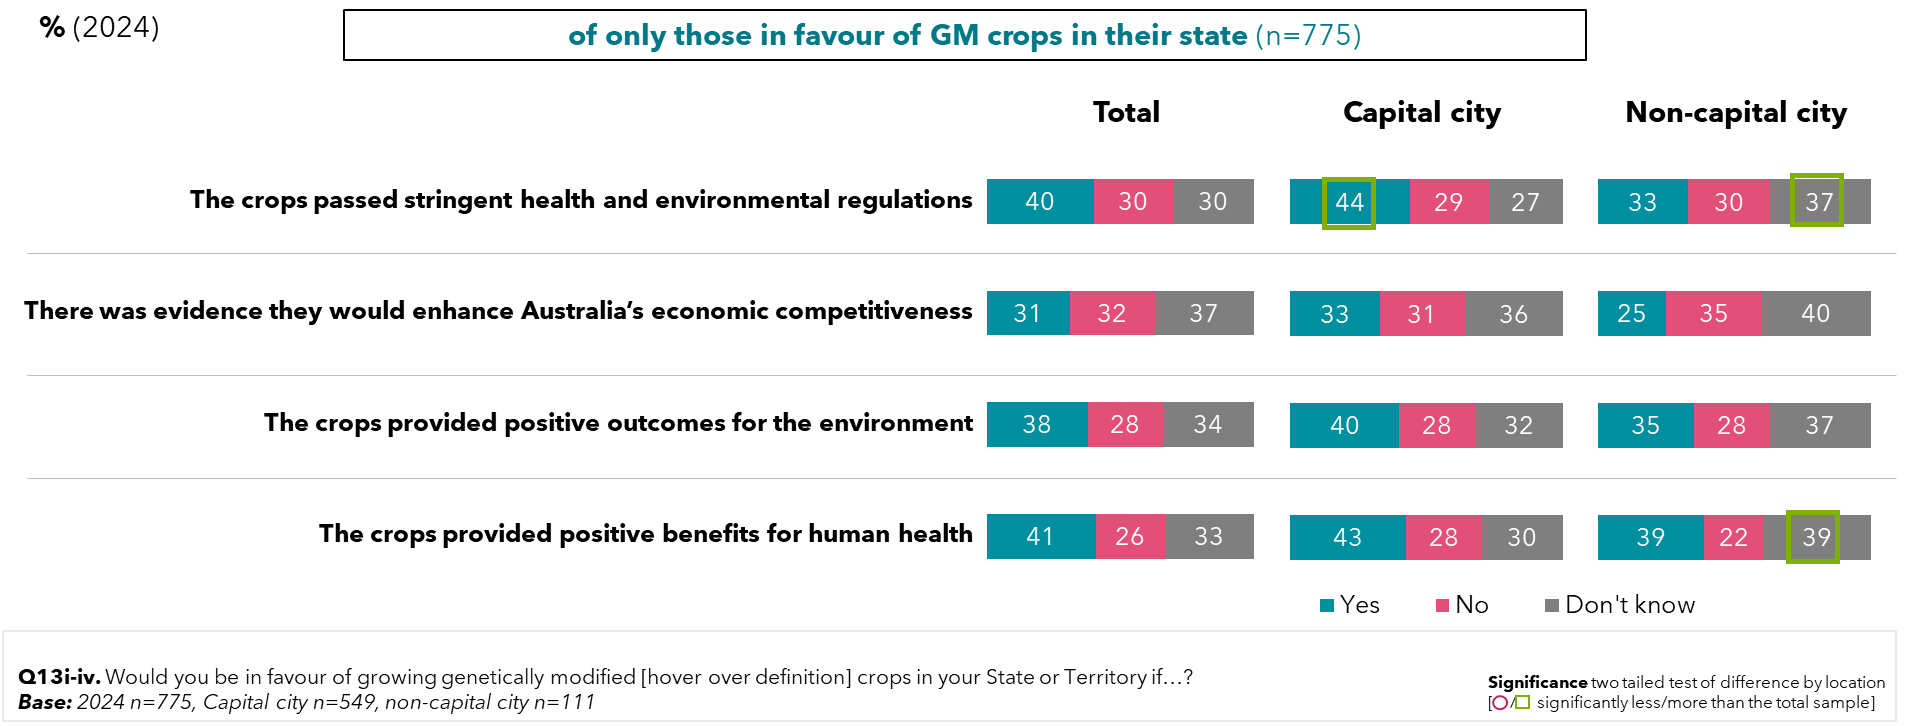 % (2024)
of only those in favour of GM crops in their state (n=775)
Total Capital city Non-capital city
The crops passed stringent health and environmental regulations 40 30 30 44 29 27 33 30 37
There was evidence they would enhance Australia’s economic competitiveness 31 32 37 33 31 36 25 35 40
The crops provided positive outcomes for the environment 38 28 34 40 28 32 35 28 37
The crops provided positive benefits for human health 41 26 33 43 28 30 39 22 39
Yes No Don't know
Q13i-iv. Would you be in favour of growing genetically modified [hover over definition] crops in your State or Territory if…?
Base: 2024 n=775, Capital city n=549, non-capital city n=111
Significance two tailed test of difference by location
[/ significantly less/more than the total sample]